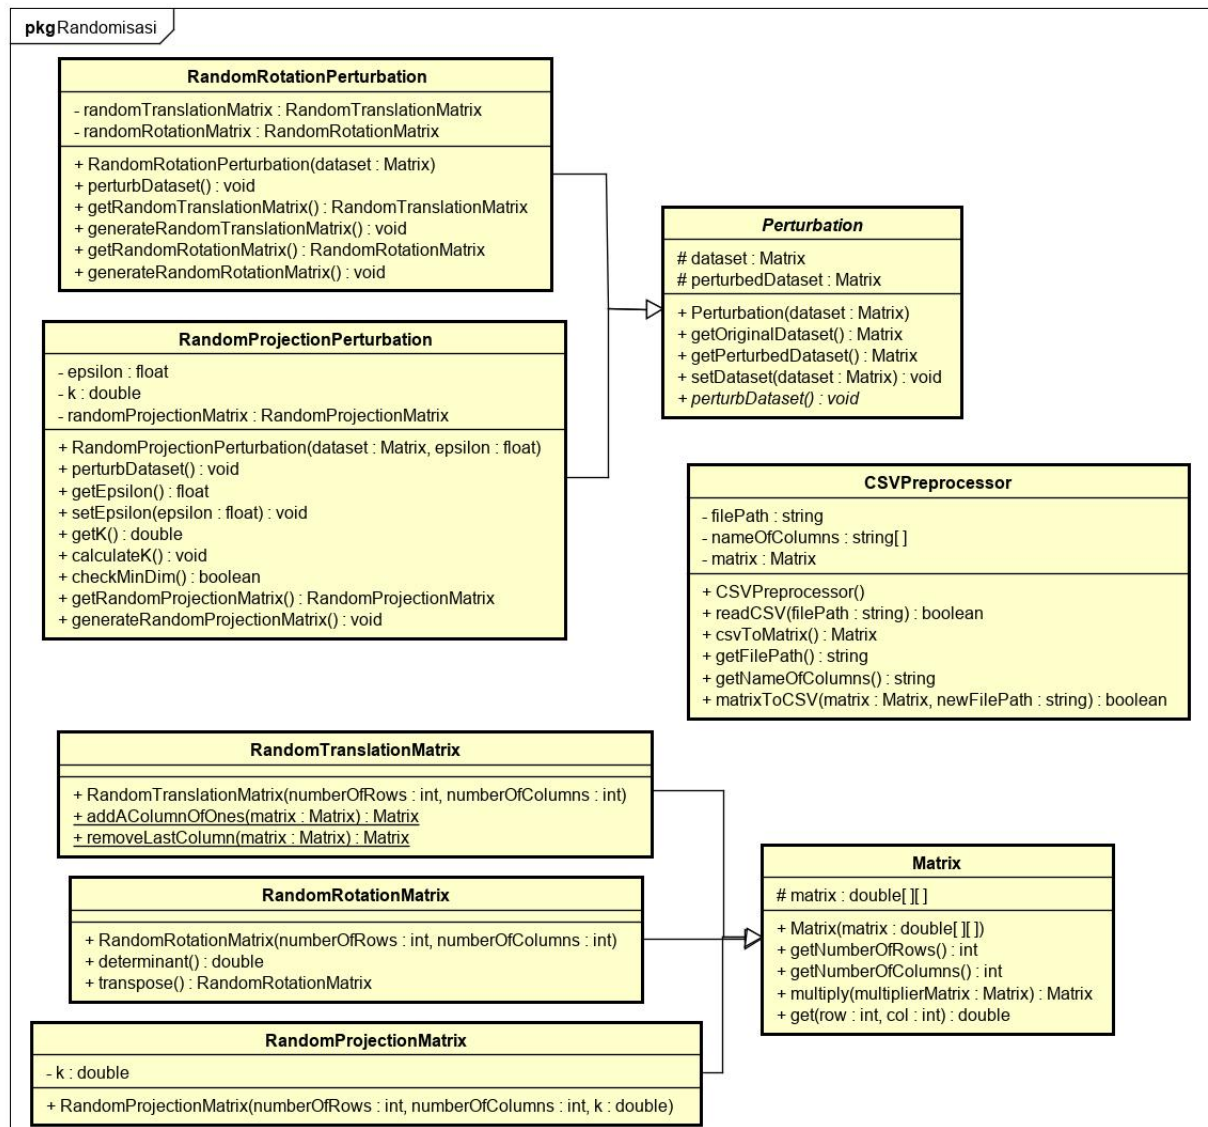 pkg Randomisasi
RandomRotationPerturbation
- randomTranslationMatrix : RandomTranslationMatrix
- randomRotationMatrix : RandomRotationMatrix
+ RandomRotationPerturbation(dataset : Matrix)
+ perturbDataset() : void
+ getRandomTranslationMatrix() : RandomTranslationMatrix
+ generateRandomTranslationMatrix() : void
+ getRandomRotationMatrix() : RandomRotationMatrix
+ generateRandomRotationMatrix() : void
Perturbation
# dataset : Matrix
# perturbedDataset : Matrix
+ Perturbation(dataset : Matrix)
+ getOriginalDataset() : Matrix
+ getPerturbedDataset() : Matrix
+ setDataset(dataset : Matrix) : void
+ perturbDataset() : void
RandomProjectionPerturbation
- epsilon : float
- k : double
- randomProjectionMatrix : RandomProjectionMatrix
+ RandomProjectionPerturbation(dataset : Matrix, epsilon : float)
+ perturbDataset() : void
+ getEpsilon() : float
+ setEpsilon(epsilon : float) : void
+ getK() : double
+ calculateK() : void
+ checkMinDim() : boolean
+ getRandomProjectionMatrix() : RandomProjectionMatrix
+ generateRandomProjectionMatrix() : void
CSVPreprocessor
- filePath : string
- nameOfColumns : string[ ]
- matrix : Matrix
+ CSVPreprocessor()
+ readCSV(filePath : string) : boolean
+ csvToMatrix() : Matrix
+ getFilePath() : string
+ getNameOfColumns() : string
+ matrixToCSV(matrix : Matrix, newFilePath : string) : boolean
RandomTranslationMatrix
+ RandomTranslationMatrix(numberOfRows : int, numberOfColumns : int)
+ addAColumnOfOnes(matrix : Matrix) : Matrix
+ removeLastColumn(matrix : Matrix) : Matrix
RandomRotationMatrix
+ RandomRotationMatrix(numberOfRows : int, numberOfColumns : int)
+ determinant() : double
+ transpose() : RandomRotationMatrix
Matrix
# matrix : double[ ][ ]
+ Matrix(matrix : double[ ][ ])
+ getNumberOfRows() : int
+ getNumberOfColumns() : int
+ multiply(multiplierMatrix : Matrix) : Matrix
+ get(row : int, col : int) : double
RandomProjectionMatrix
- k : double
+ RandomProjectionMatrix(numberOfRows : int, numberOfColumns : int, k : double)